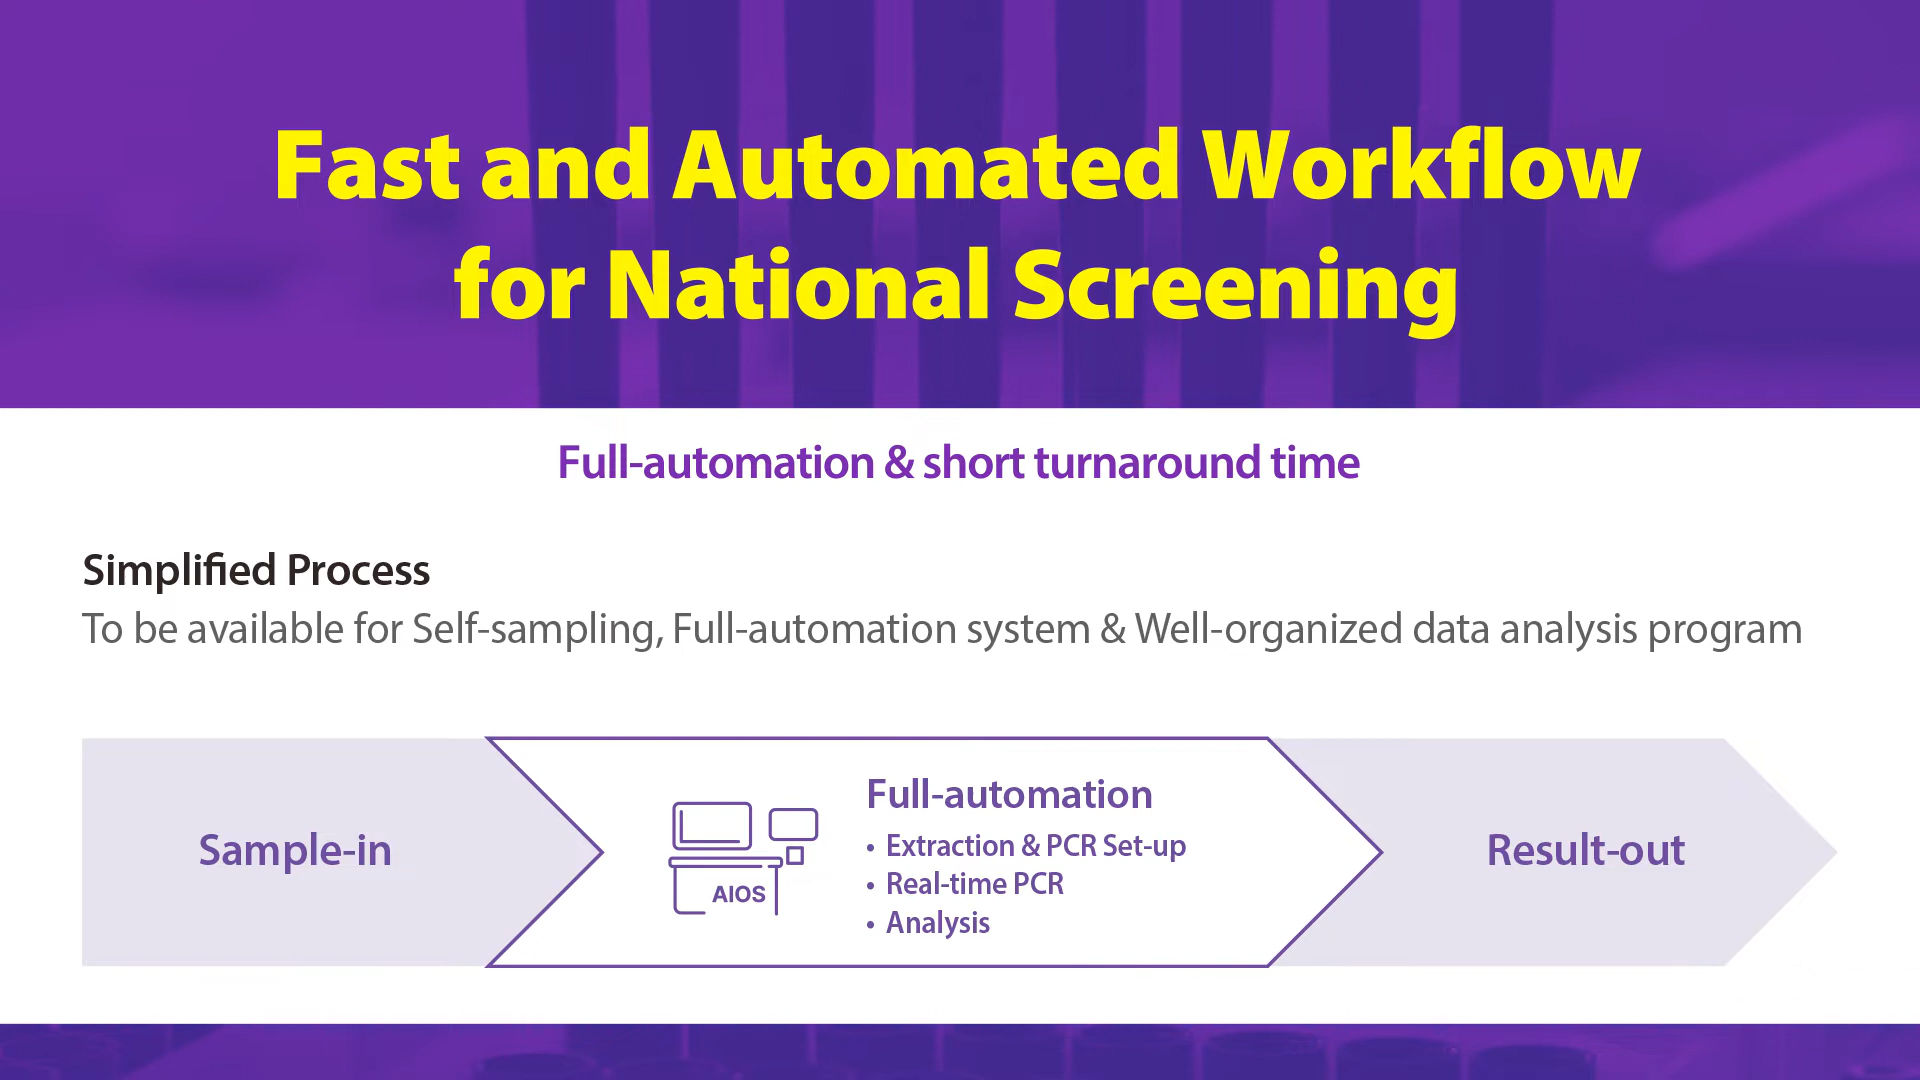 Fast and Automated Workflow
for National Screening
Full-automation & short turnaround time
Simplified Process
To be available for Self-sampling, Full-automation system & Well-organized data analysis program
Sample-in
AIOS
Full-automation
• Extraction & PCR Set-up
• Real-time PCR
• Analysis
Result-out